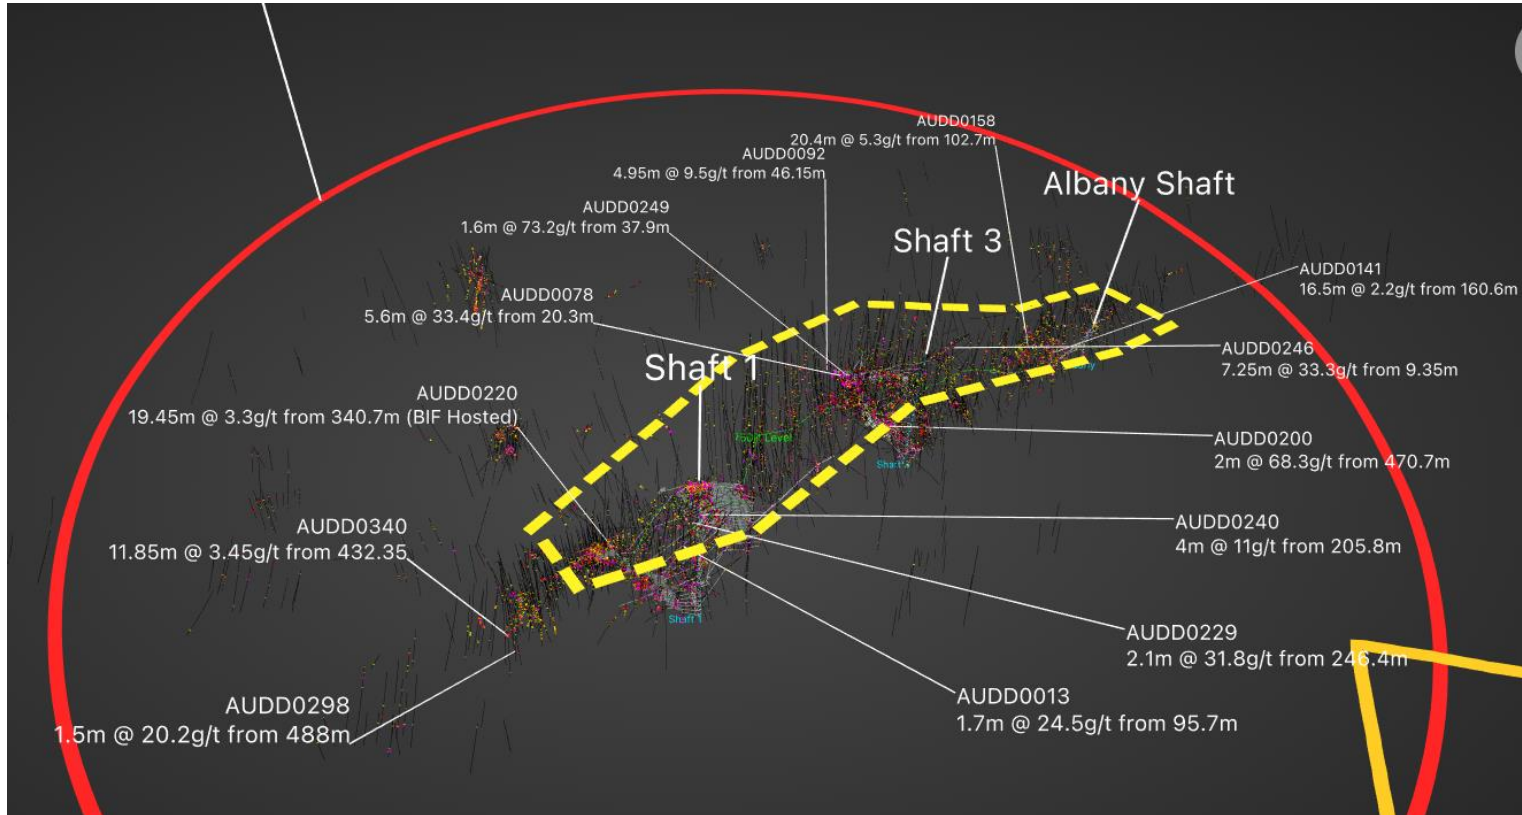 AUDD0158
20.4m @ 5.3g/t from 102.7m
AUDD0092
4.95m @ 9.5g/t from 46.15m
Albany Shaft
AUDD0249
1.6m @ 73.2g/t from 37.9m
Shaft 3
AUDD0141
16.5m @ 2.2g/t from 160.6m
AUDD0078
5.6m @ 33.4g/t from 20.3m
AUDD0246
7.25m @ 33.3g/t from 9.35m
Shaft 1
AUDD0220
19.45m @ 3.3g/t from 340.7m (BIF Hosted)
AUDD0200
2m @ 68.3g/t from 470.7m
AUDD0340
11.85m @ 3.45g/t from 432.35
AUDD0240
4m @ 11g/t from 205.8m
Shaft 1
AUDD0229
2.1m @ 31.8g/t from 246.4m
AUDD0298
1.5m @ 20.2g/t from 488m
AUDD0013
1.7m @ 24.5g/t from 95.7m